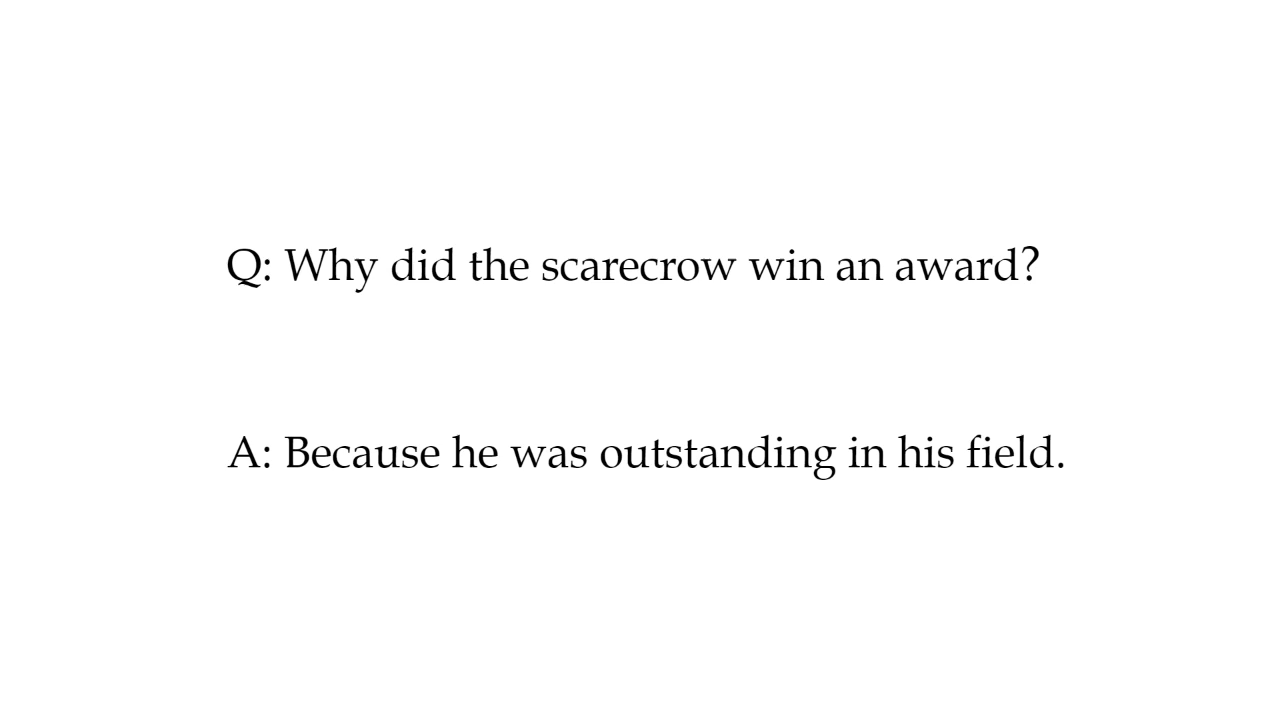 Q: Why did the scarecrow win an award?
A: Because he was outstanding in his field.